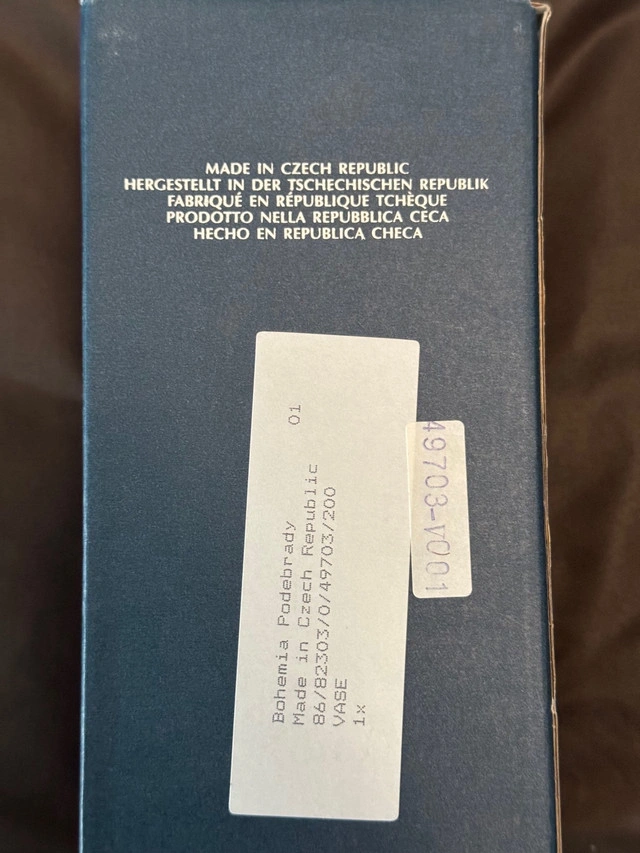 MADE IN CZECH REPUBLIC
HERGESTELLT IN DER TSCHECHISCHEN REPUBLIK
FABRIQUÉ EN RÉPUBLIQUE TCHÈQUE
PRODOTTO NELLA REPUBBLICA CECA
HECHO EN REPUBLICA CHECA
Bohemia Podebrady 01
Made in Czech Republic
86/82303/0/49703/200
VASE
1x
49703-V001